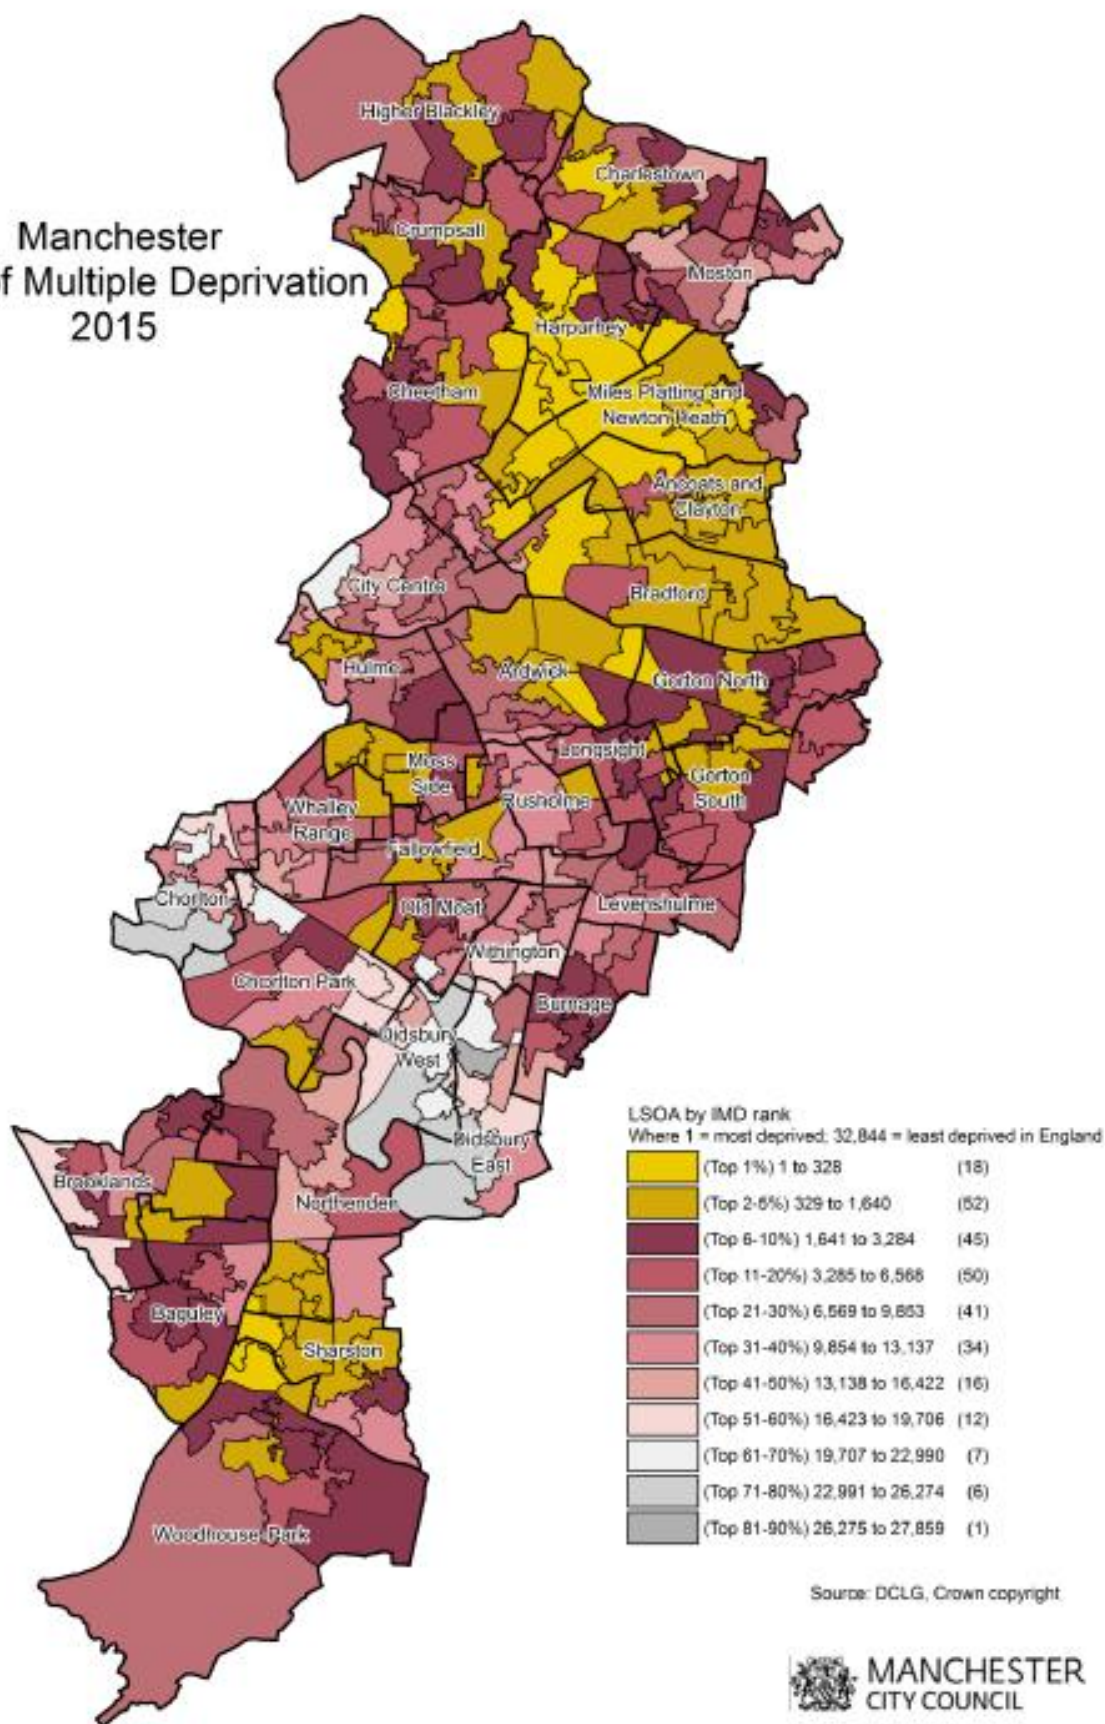 Manchester
f Multiple Deprivation
2015
Higher Blackley
Charlestown
Crumpsall
Moston
Harpurhey
Cheetham
Miles Platting and
Newton Heath
Ancoats and
Clayton
City Centre
Bradford
Hulme
Ardwick
Gorton North
Longsight
Moss
Side
Gorton
South
Rusholme
Whalley
Range
Fallowfield
Chorlton
Old Moat
Levenshulme
Withington
Chorlton Park
Burnage
Didsbury
West
Didsbury
East
Brooklands
Northenden
Baguley
Sharston
Woodhouse Park
LSOA by IMD rank
Where 1 = most deprived; 32,844 = least deprived in England
(Top 1%) 1 to 328 (18)
(Top 2-5%) 329 to 1,640 (52)
(Top 6-10%) 1,641 to 3,284 (45)
(Top 11-20%) 3,285 to 6,568 (50)
(Top 21-30%) 6,569 to 9,853 (41)
(Top 31-40%) 9,854 to 13,137 (34)
(Top 41-50%) 13,138 to 16,422 (16)
(Top 51-60%) 16,423 to 19,706 (12)
(Top 61-70%) 19,707 to 22,990 (7)
(Top 71-80%) 22,991 to 26,274 (6)
(Top 81-90%) 26,275 to 27,859 (1)
Source: DCLG, Crown copyright
MANCHESTER
CITY COUNCIL